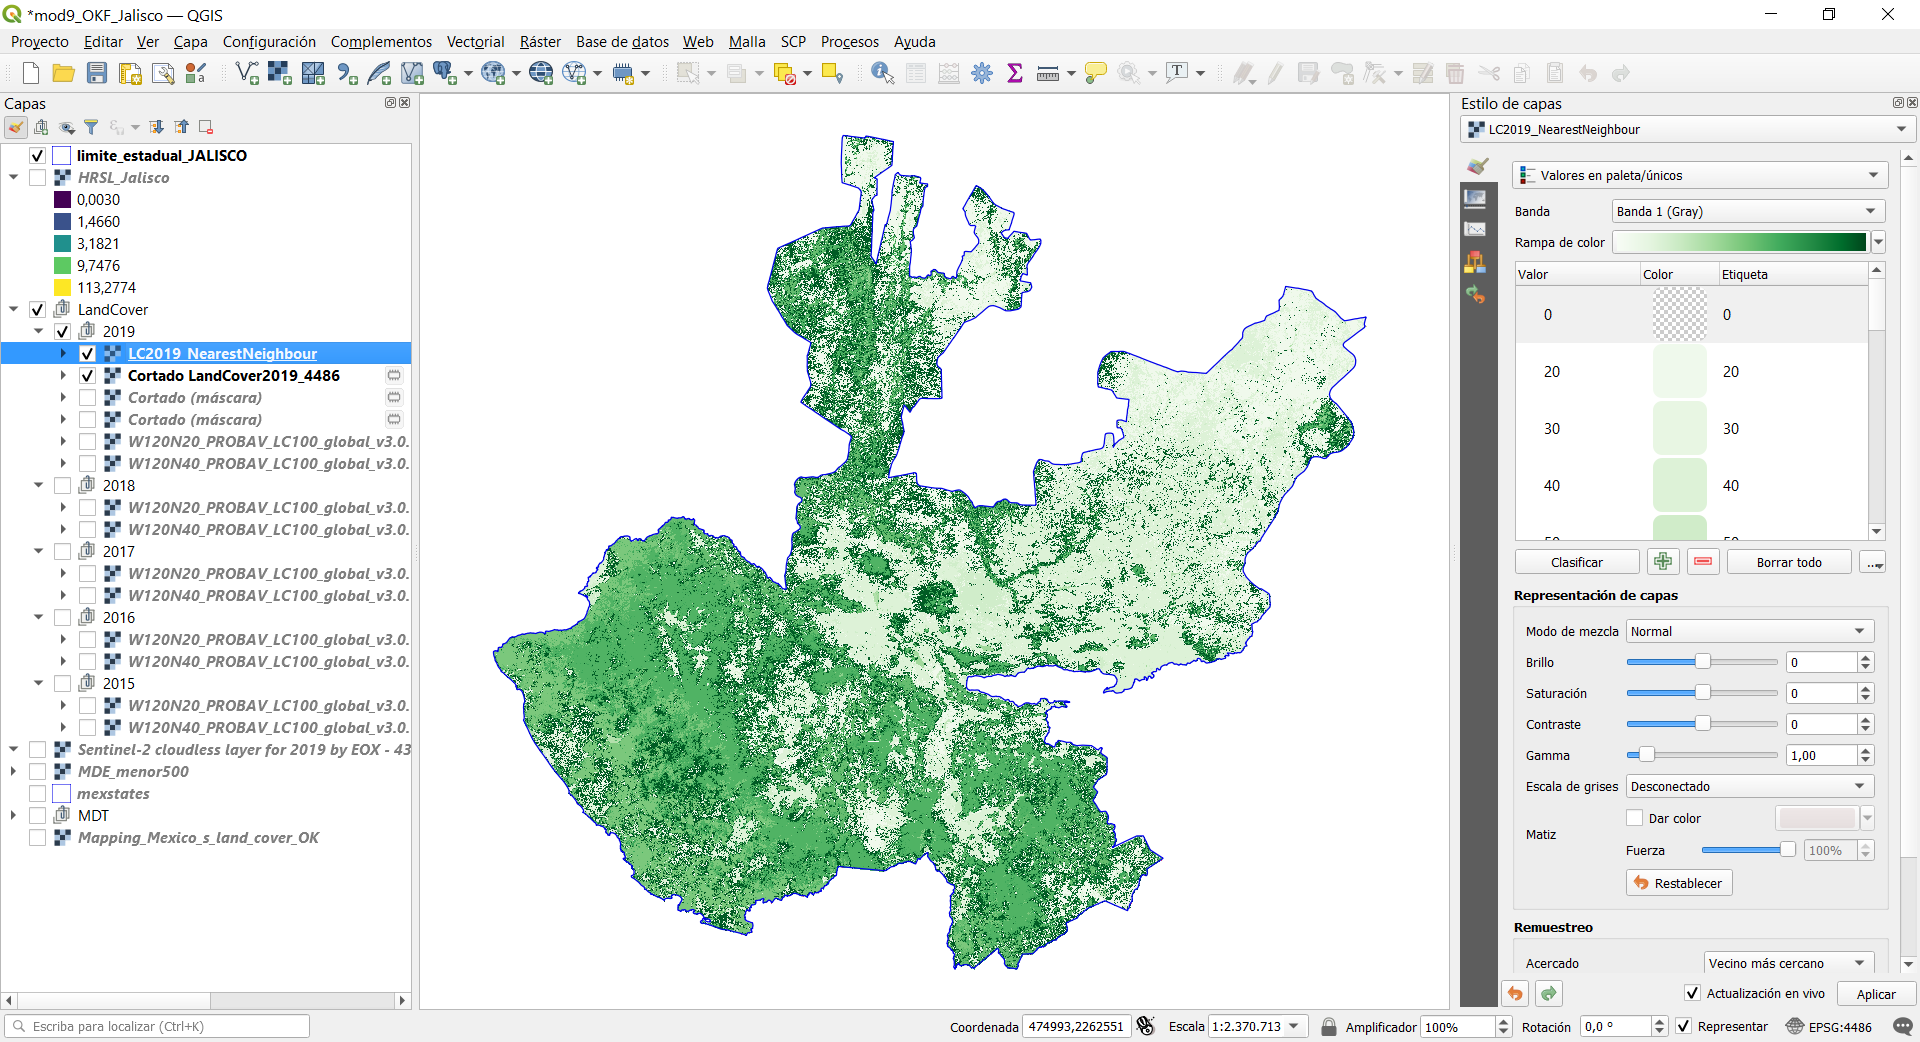 *mod9_OKF_Jalisco — QGIS
Proyecto Editar Ver Capa Configuración Complementos Vectorial Ráster Base de datos Web Malla SCP Procesos Ayuda
Capas
limite_estadual_JALISCO
HRSL_Jalisco
0,0030
1,4660
3,1821
9,7476
113,2774
LandCover
2019
LC2019_NearestNeighbour
Cortado LandCover2019_4486
Cortado (máscara)
Cortado (máscara)
W120N20_PROBAV_LC100_global_v3.0.
W120N40_PROBAV_LC100_global_v3.0.
2018
W120N20_PROBAV_LC100_global_v3.0.
W120N40_PROBAV_LC100_global_v3.0.
2017
W120N20_PROBAV_LC100_global_v3.0.
W120N40_PROBAV_LC100_global_v3.0.
2016
W120N20_PROBAV_LC100_global_v3.0.
W120N40_PROBAV_LC100_global_v3.0.
2015
W120N20_PROBAV_LC100_global_v3.0.
W120N40_PROBAV_LC100_global_v3.0.
Sentinel-2 cloudless layer for 2019 by EOX - 43
MDE_menor500
mexstates
MDT
Mapping_Mexico_s_land_cover_OK
Estilo de capas
LC2019_NearestNeighbour
Valores en paleta/únicos
Banda Banda 1 (Gray)
Rampa de color
Valor Color Etiqueta
0 0
20 20
30 30
40 40
50 50
Clasificar Borrar todo ...
Representación de capas
Modo de mezcla Normal
Brillo 0
Saturación 0
Contraste 0
Gamma 1,00
Escala de grises Desconectado
Dar color
Matiz
Fuerza 100%
Restablecer
Remuestreo
Acercado Vecino más cercano
Actualización en vivo Aplicar
Escriba para localizar (Ctrl+K) Coordenada 474993,2262551 Escala 1:2.370.713 Amplificador 100% Rotación 0,0 ° Representar EPSG:4486